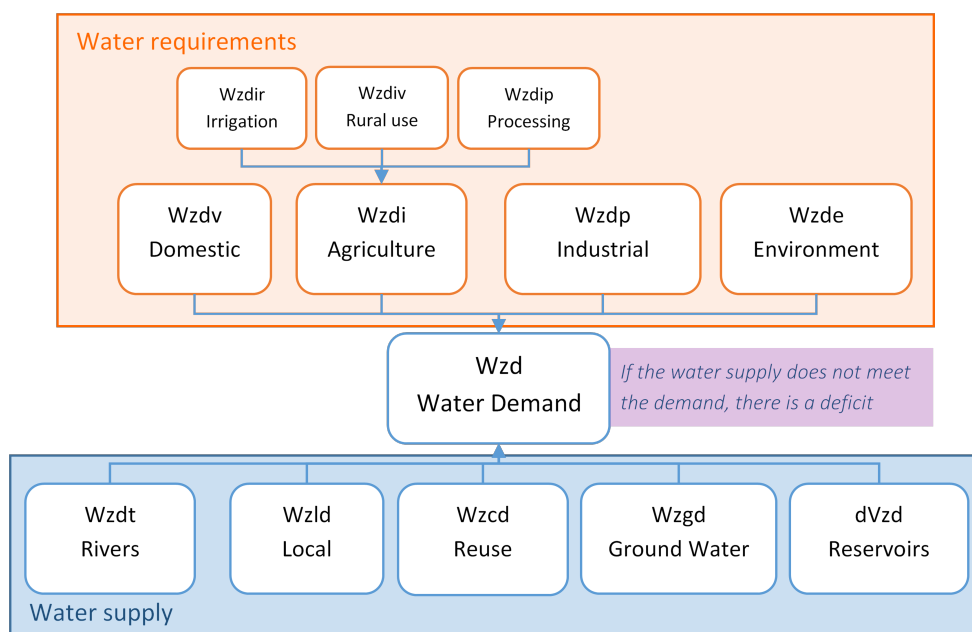 Water requirements
Wzdir
Irrigation
Wzdiv
Rural use
Wzdip
Processing
Wzdv
Domestic
Wzdi
Agriculture
Wzdp
Industrial
Wzde
Environment
Wzd
Water Demand
If the water supply does not meet
the demand, there is a deficit
Wzdt
Rivers
Wzld
Local
Wzcd
Reuse
Wzgd
Ground Water
dVzd
Reservoirs
Water supply